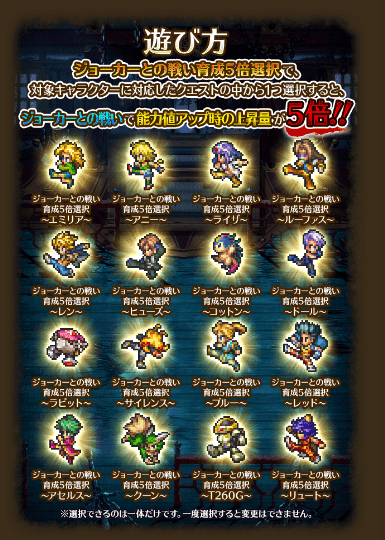 遊び方
ジョーカーとの戦い育成5倍選択で、
対象キャラクターに対応したクエストの中から1つ選択すると、
ジョーカーとの戦いで能力値アップ時の上昇量が5倍!!
ジョーカーとの戦い
育成5倍選択
～エミリア～
ジョーカーとの戦い
育成5倍選択
～アニー～
ジョーカーとの戦い
育成5倍選択
～ライザ～
ジョーカーとの戦い
育成5倍選択
～ルーファス～
ジョーカーとの戦い
育成5倍選択
～レン～
ジョーカーとの戦い
育成5倍選択
～ヒューズ～
ジョーカーとの戦い
育成5倍選択
～コットン～
ジョーカーとの戦い
育成5倍選択
～ドール～
ジョーカーとの戦い
育成5倍選択
～ラビット～
ジョーカーとの戦い
育成5倍選択
～サイレンス～
ジョーカーとの戦い
育成5倍選択
～ブルー～
ジョーカーとの戦い
育成5倍選択
～レッド～
ジョーカーとの戦い
育成5倍選択
～アセルス～
ジョーカーとの戦い
育成5倍選択
～クーン～
ジョーカーとの戦い
育成5倍選択
～T260G～
ジョーカーとの戦い
育成5倍選択
～リュート～
※選択できるのは一体だけです。一度選択すると変更はできません。